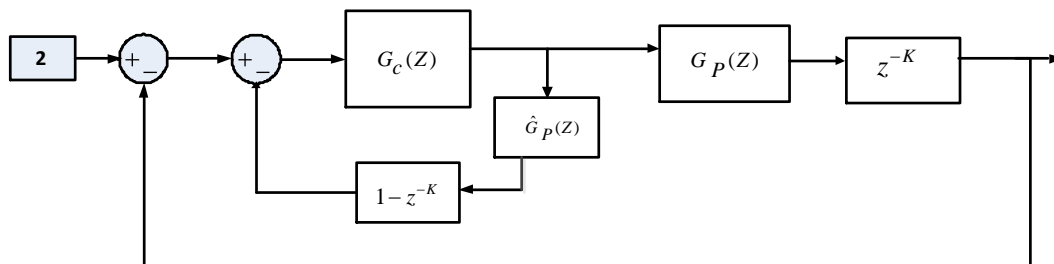 2
+
−
+
−
G_c(Z)
G_P(Z)
z^{-K}
Ĝ_P(Z)
1−z^{-K}